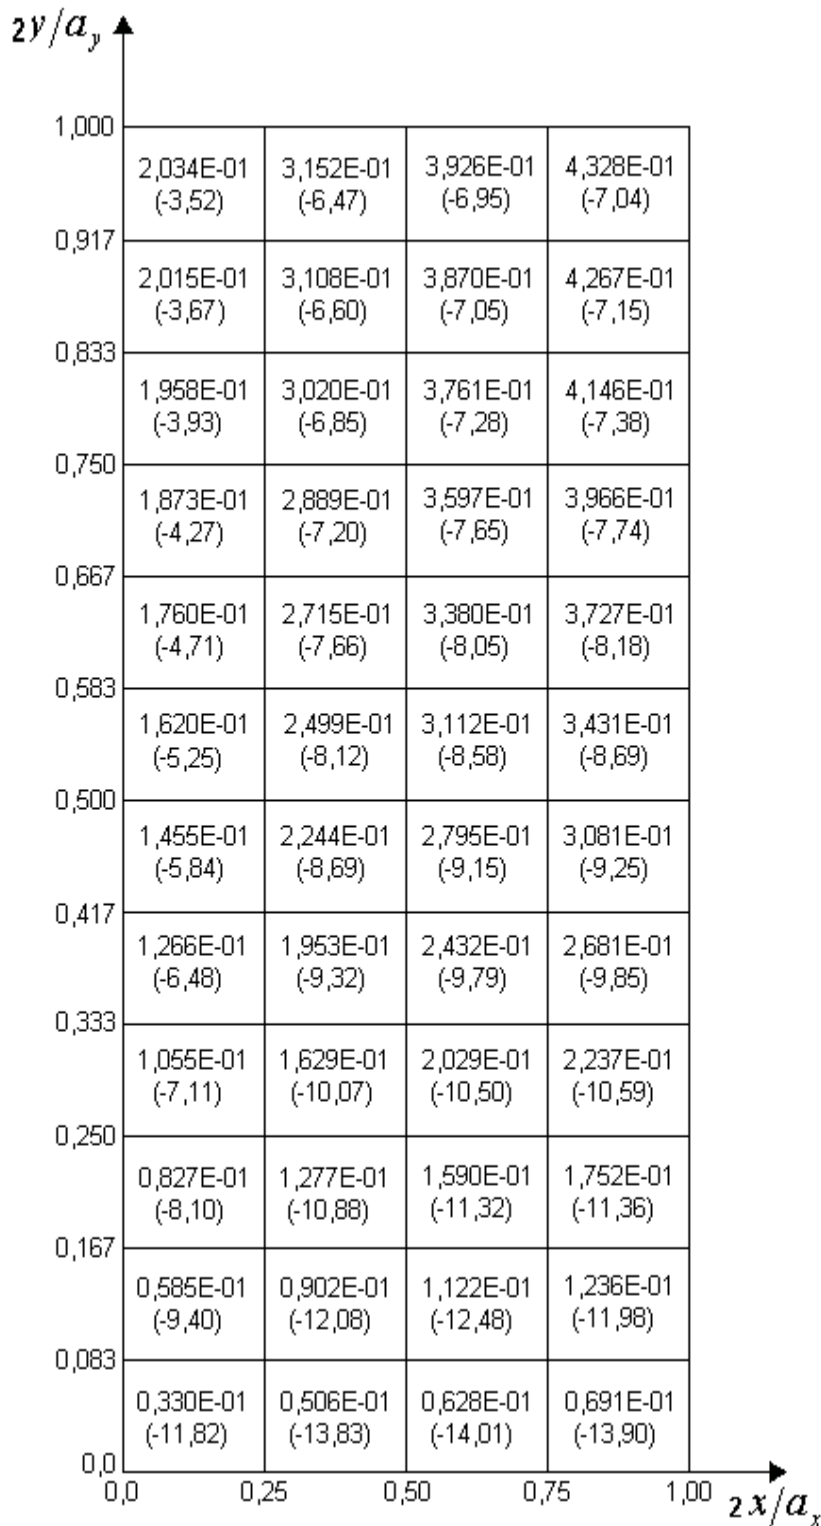 2y/a_y
1,000
2,034E-01 3,152E-01 3,926E-01 4,328E-01
(-3,52) (-6,47) (-6,95) (-7,04)
0,917
2,015E-01 3,108E-01 3,870E-01 4,267E-01
(-3,67) (-6,60) (-7,05) (-7,15)
0,833
1,958E-01 3,020E-01 3,761E-01 4,146E-01
(-3,93) (-6,85) (-7,28) (-7,38)
0,750
1,873E-01 2,889E-01 3,597E-01 3,966E-01
(-4,27) (-7,20) (-7,65) (-7,74)
0,667
1,760E-01 2,715E-01 3,380E-01 3,727E-01
(-4,71) (-7,66) (-8,05) (-8,18)
0,583
1,620E-01 2,499E-01 3,112E-01 3,431E-01
(-5,25) (-8,12) (-8,58) (-8,69)
0,500
1,455E-01 2,244E-01 2,795E-01 3,081E-01
(-5,84) (-8,69) (-9,15) (-9,25)
0,417
1,266E-01 1,953E-01 2,432E-01 2,681E-01
(-6,48) (-9,32) (-9,79) (-9,85)
0,333
1,055E-01 1,629E-01 2,029E-01 2,237E-01
(-7,11) (-10,07) (-10,50) (-10,59)
0,250
0,827E-01 1,277E-01 1,590E-01 1,752E-01
(-8,10) (-10,88) (-11,32) (-11,36)
0,167
0,585E-01 0,902E-01 1,122E-01 1,236E-01
(-9,40) (-12,08) (-12,48) (-11,98)
0,083
0,330E-01 0,506E-01 0,628E-01 0,691E-01
(-11,82) (-13,83) (-14,01) (-13,90)
0,0
0,0 0,25 0,50 0,75 1,00 2x/a_x